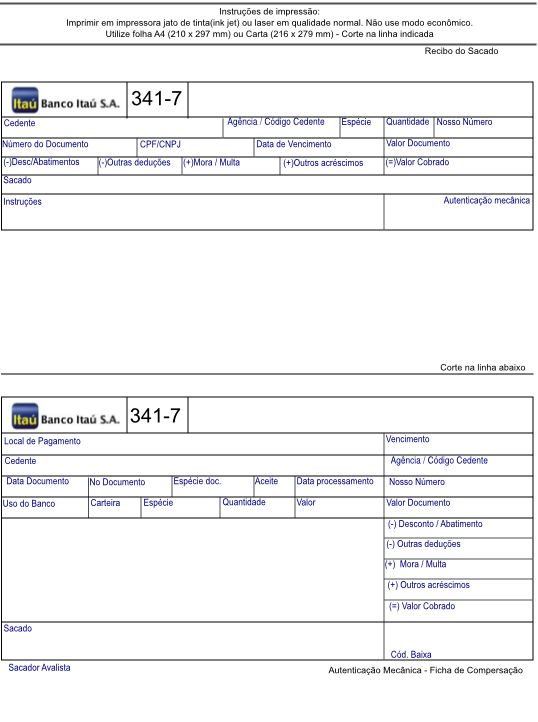 Instruções de impressão:
Imprimir em impressora jato de tinta(ink jet) ou laser em qualidade normal. Não use modo econômico.
Utilize folha A4 (210 x 297 mm) ou Carta (216 x 279 mm) - Corte na linha indicada
Recibo do Sacado
Itaú Banco Itaú S.A. 341-7
Cedente Agência / Código Cedente Espécie Quantidade Nosso Número
Número do Documento CPF/CNPJ Data de Vencimento Valor Documento
(-)Desc/Abatimentos (-)Outras deduções (+)Mora / Multa (+)Outros acréscimos (=)Valor Cobrado
Sacado
Instruções Autenticação mecânica
Corte na linha abaixo
Itaú Banco Itaú S.A. 341-7
Local de Pagamento Vencimento
Cedente Agência / Código Cedente
Data Documento No Documento Espécie doc. Aceite Data processamento Nosso Número
Uso do Banco Carteira Espécie Quantidade Valor Valor Documento
(-) Desconto / Abatimento
(-) Outras deduções
(+) Mora / Multa
(+) Outros acréscimos
(=) Valor Cobrado
Sacado
Cód. Baixa
Sacador Avalista Autenticação Mecânica - Ficha de Compersação